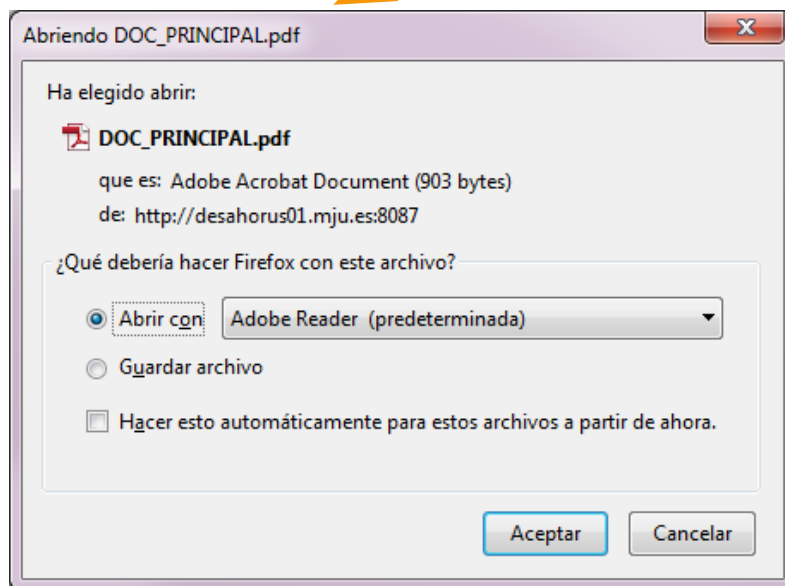 Abriendo DOC_PRINCIPAL.pdf
Ha elegido abrir:
DOC_PRINCIPAL.pdf
que es: Adobe Acrobat Document (903 bytes)
de: http://desahorus01.mju.es:8087
¿Qué debería hacer Firefox con este archivo?
Abrir con Adobe Reader (predeterminada)
Guardar archivo
Hacer esto automáticamente para estos archivos a partir de ahora.
Aceptar Cancelar